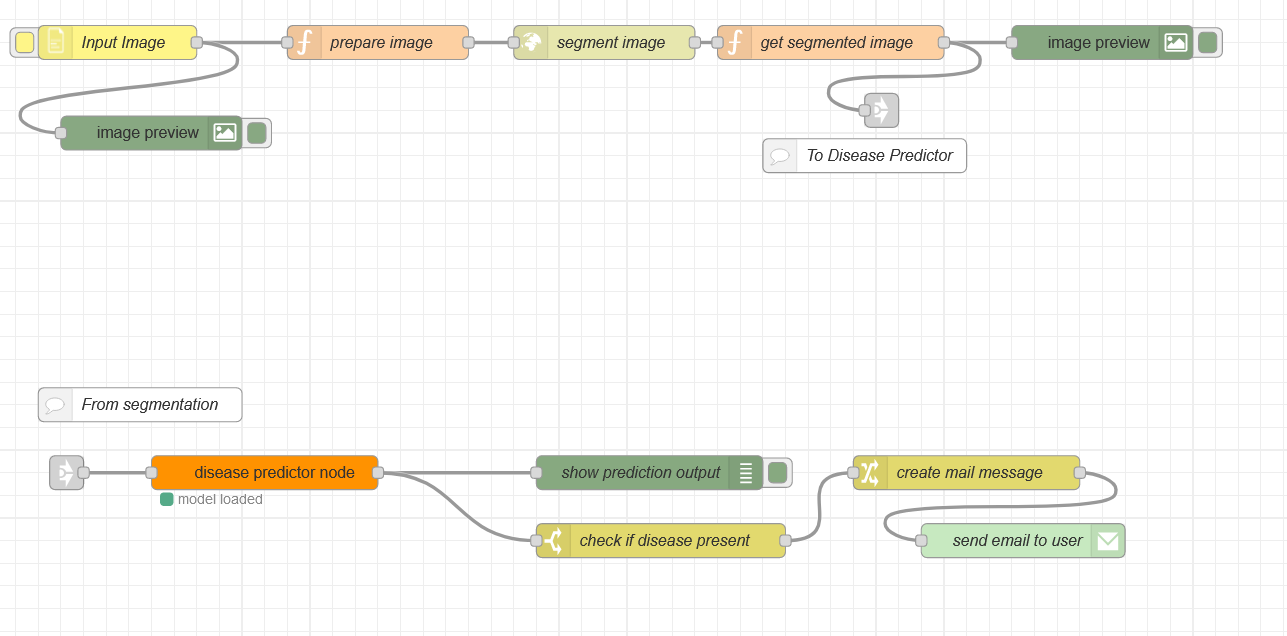 Input Image
prepare image
segment image
get segmented image
image preview
image preview
To Disease Predictor
From segmentation
disease predictor node
model loaded
show prediction output
create mail message
check if disease present
send email to user